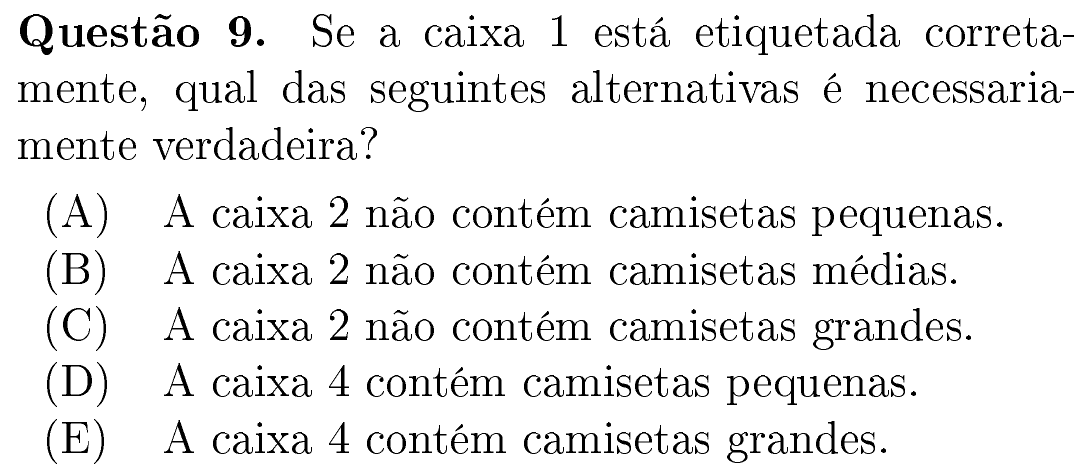 Questão 9. Se a caixa 1 está etiquetada correta-
mente, qual das seguintes alternativas é necessaria-
mente verdadeira?
(A) A caixa 2 não contém camisetas pequenas.
(B) A caixa 2 não contém camisetas médias.
(C) A caixa 2 não contém camisetas grandes.
(D) A caixa 4 contém camisetas pequenas.
(E) A caixa 4 contém camisetas grandes.